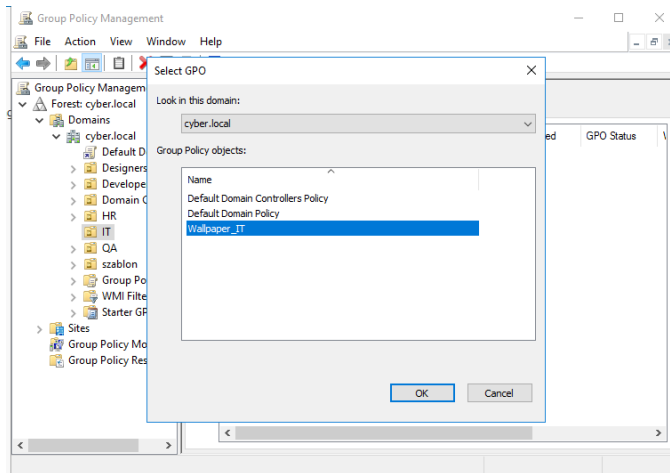 Group Policy Management
File Action View Window Help
Select GPO
Group Policy Managem
Forest: cyber.local
Domains
cyber.local
Default D
Designers
Develope
Domain C
HR
IT
QA
szablon
Group Po
WMI Filte
Starter GP
Sites
Group Policy Mo
Group Policy Res
Look in this domain:
cyber.local
Group Policy objects:
Name
Default Domain Controllers Policy
Default Domain Policy
Wallpaper_IT
OK Cancel
ed GPO Status